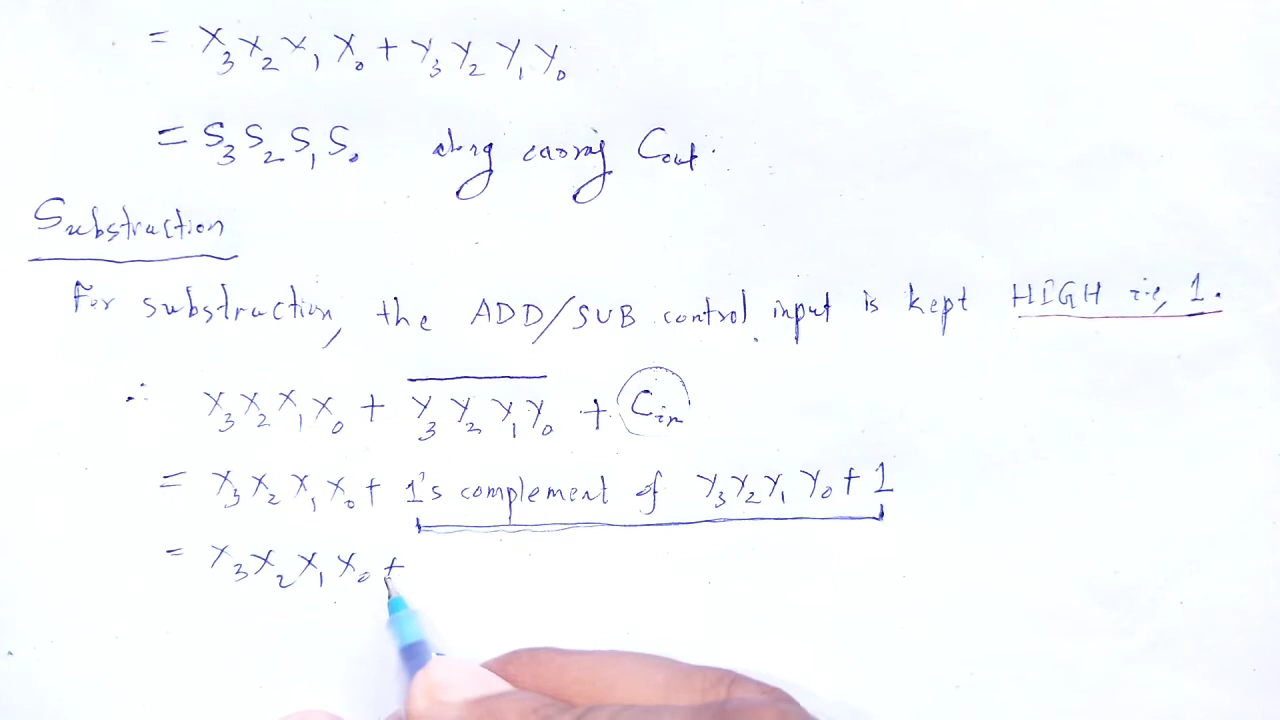 = X₃X₂X₁X₀ + Y₃Y₂Y₁Y₀
= S₃S₂S₁S₀ along Cout.
Substraction
For substraction, the ADD/SUB control input is kept HIGH i.e, 1.
∴ X₃X₂X₁X₀ + \overline{Y₃Y₂Y₁Y₀} + Cin
= X₃X₂X₁X₀ + 1's complement of Y₃Y₂Y₁Y₀ + 1
= X₃X₂X₁X₀ +